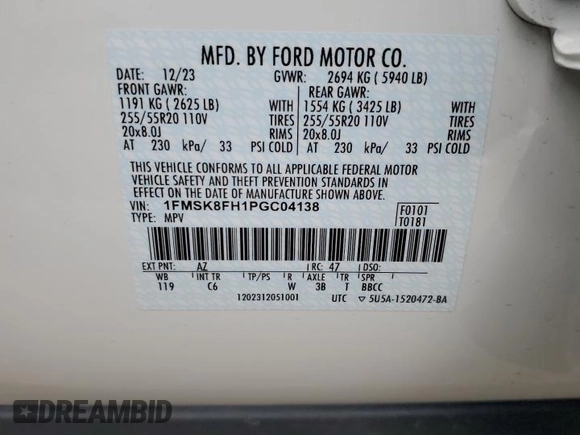 MFD. BY FORD MOTOR CO.
DATE: 12/23 GVWR: 2694 KG ( 5940 LB)
FRONT GAWR: REAR GAWR:
1191 KG ( 2625 LB) WITH 1554 KG ( 3425 LB) WITH
255/55R20 110V TIRES 255/55R20 110V TIRES
20x8.0J RIMS 20x8.0J RIMS
AT 230 kPa/ 33 PSI COLD AT 230 kPa/ 33 PSI COLD
THIS VEHICLE CONFORMS TO ALL APPLICABLE FEDERAL MOTOR
VEHICLE SAFETY AND THEFT PREVENTION STANDARDS IN
EFFECT ON THE DATE OF MANUFACTURE SHOWN ABOVE.
VIN: 1FMSK8FH1PGC04138 F0101
TYPE: MPV T0181
EXT PNT: AZ RC: 47 DSO:
WB INT TR TP/PS R AXLE TR SPR
119 C6 W 3B T BBCC
1202312051001 UTC ▽ 5U5A-1520472-BA
DREAMBID